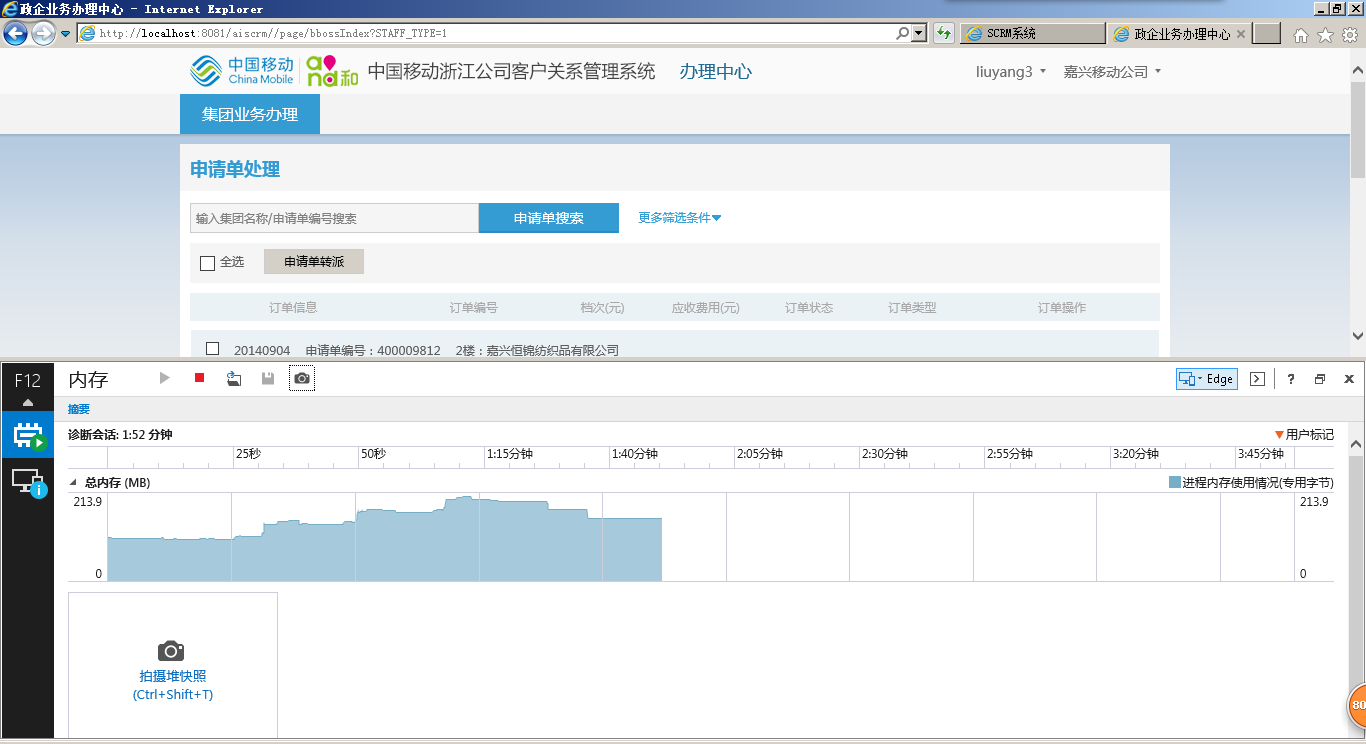 政企业务办理中心 - Internet Explorer
http://localhost:8081/aiscrm//page/bbossIndex?STAFF_TYPE=1
SCRM系统
政企业务办理中心
中国移动
China Mobile
and和
中国移动浙江公司客户关系管理系统
办理中心
liuyang3
嘉兴移动公司
集团业务办理
申请单处理
输入集团名称/申请单编号搜索
申请单搜索
更多筛选条件
全选
申请单转派
订单信息 订单编号 档次(元) 应收费用(元) 订单状态 订单类型 订单操作
20140904 申请单编号：400009812 2楼：嘉兴恒锦纺织品有限公司
F12
内存
Edge
?
摘要
诊断会话: 1:52 分钟
用户标记
25秒 50秒 1:15分钟 1:40分钟 2:05分钟 2:30分钟 2:55分钟 3:20分钟 3:45分钟
总内存 (MB)
进程内存使用情况(专用字节)
213.9 213.9
0 0
拍摄堆快照
(Ctrl+Shift+T)
80